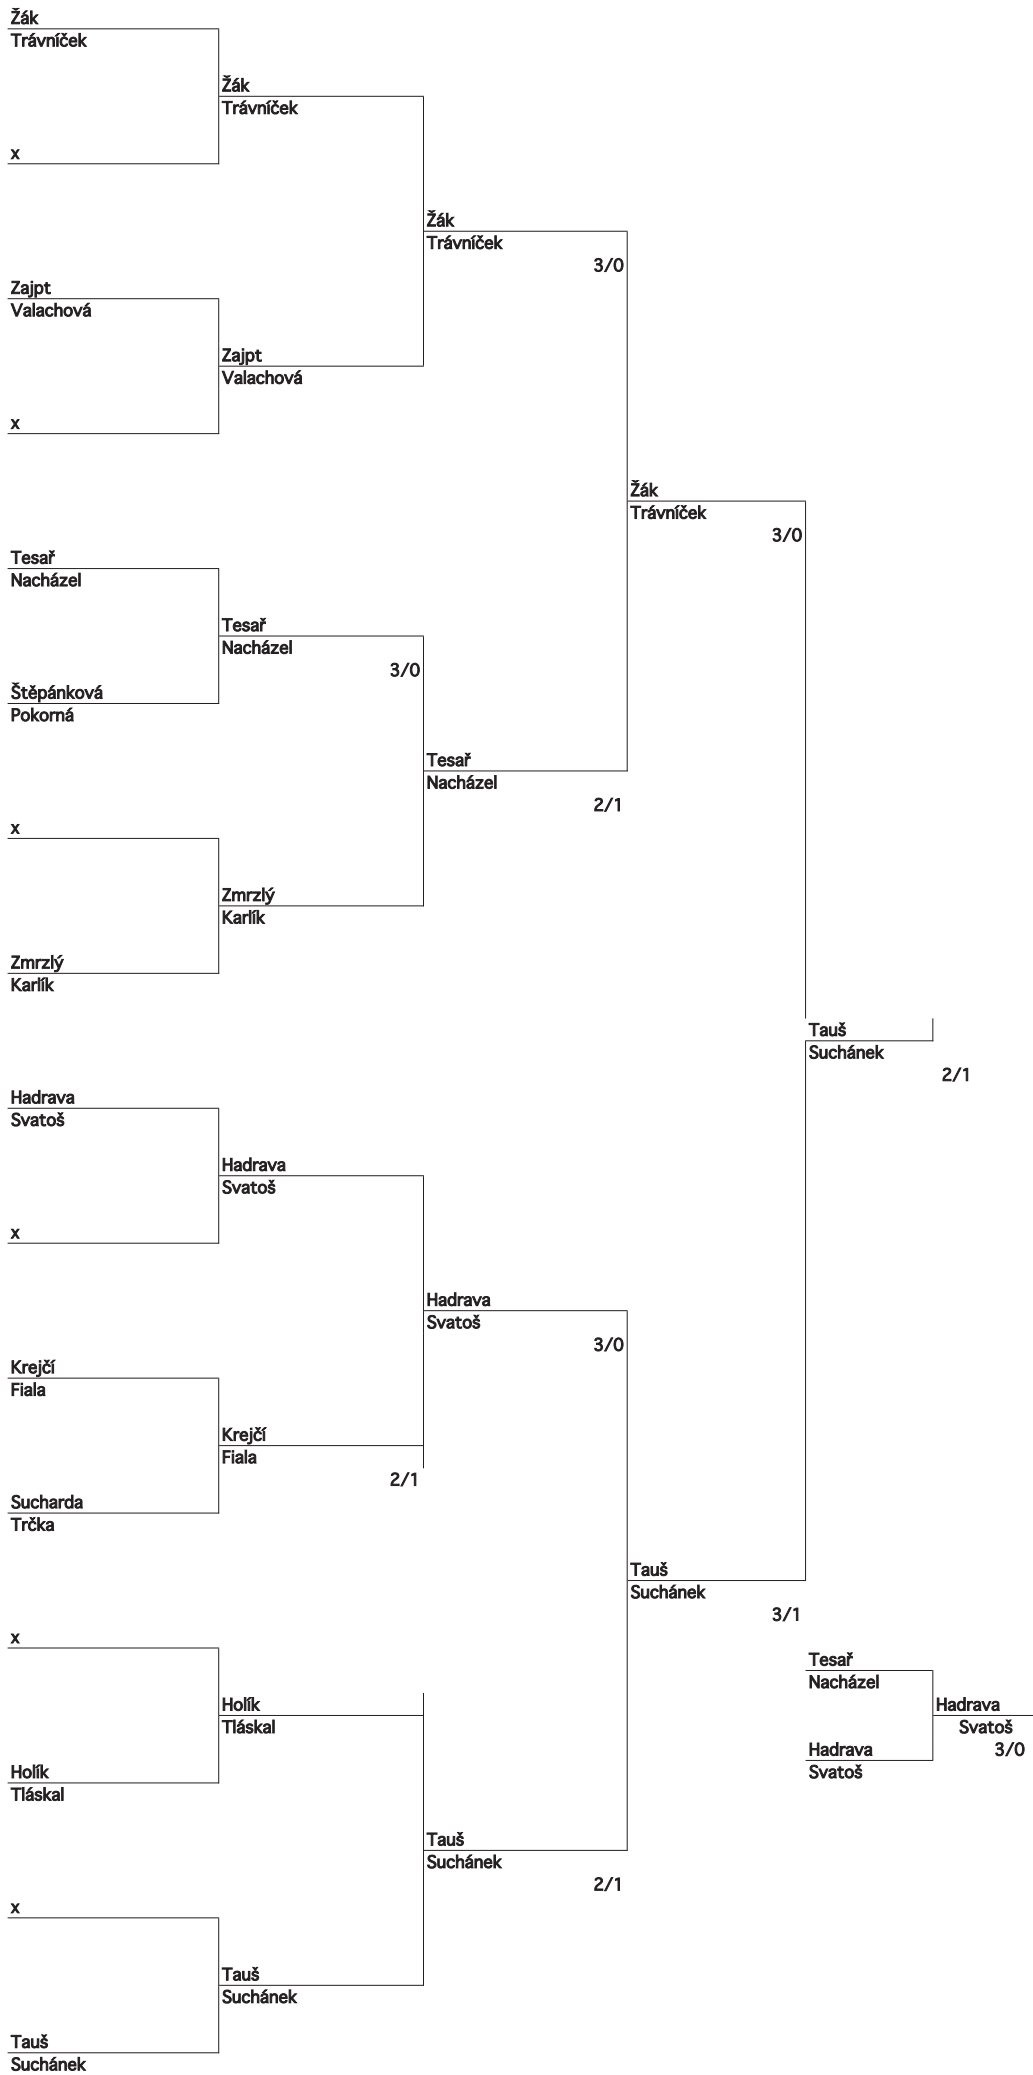 Žák
Trávníček
Žák
Trávníček
x
Žák
Trávníček
3/0
Zajpt
Valachová
Zajpt
Valachová
x
Žák
Trávníček
3/0
Tesař
Nacházel
Tesař
Nacházel
3/0
Štěpánková
Pokorná
Tesař
Nacházel
2/1
x
Zmrzlý
Karlík
Zmrzlý
Karlík
Tauš
Suchánek
2/1
Hadrava
Svatoš
Hadrava
Svatoš
x
Hadrava
Svatoš
3/0
Krejčí
Fiala
Krejčí
Fiala
2/1
Sucharda
Trčka
Tauš
Suchánek
3/1
x
Tesař
Nacházel
Holík
Tláskal
Hadrava
Svatoš
3/0
Hadrava
Svatoš
Holík
Tláskal
Tauš
Suchánek
2/1
x
Tauš
Suchánek
Tauš
Suchánek